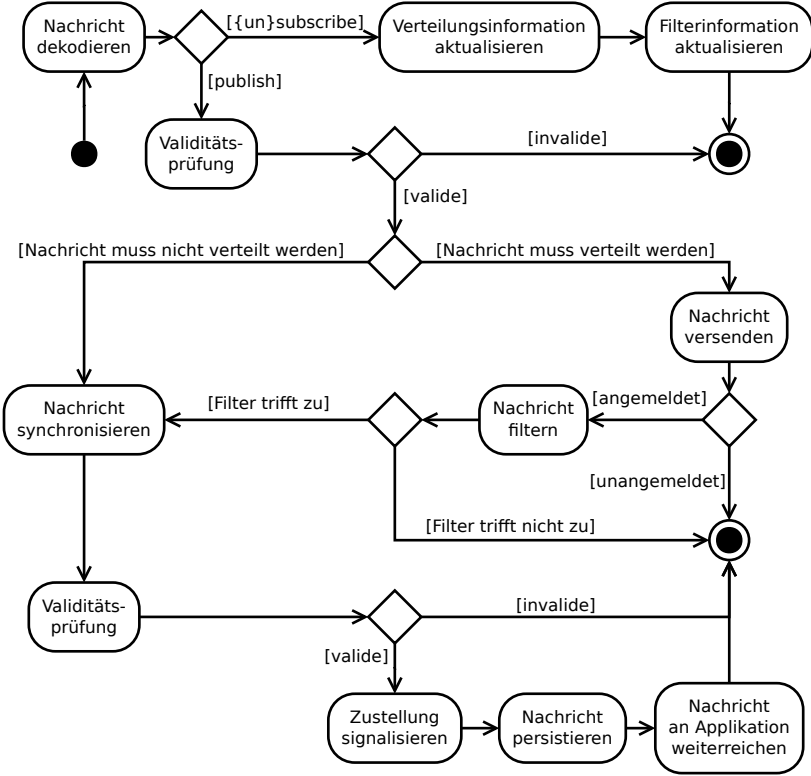 Nachricht
dekodieren
[{un}subscribe]
Verteilungsinformation
aktualisieren
Filterinformation
aktualisieren
[publish]
Validitäts-
prüfung
[invalide]
[valide]
[Nachricht muss nicht verteilt werden]
[Nachricht muss verteilt werden]
Nachricht
versenden
Nachricht
synchronisieren
[Filter trifft zu]
Nachricht
filtern
[angemeldet]
[unangemeldet]
[Filter trifft nicht zu]
Validitäts-
prüfung
[invalide]
[valide]
Zustellung
signalisieren
Nachricht
persistieren
Nachricht
an Applikation
weiterreichen